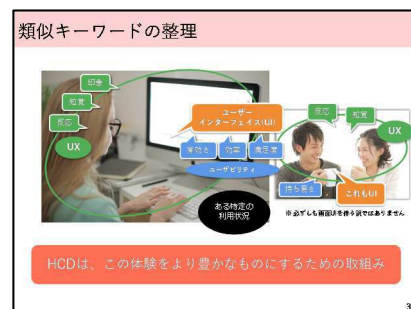 類似キーワードの整理
印象
知覚
反応
UX
ユーザー
インターフェイス(UI)
有効さ
効率
満足度
ユーザビリティ
ある特定の
利用状況
反応
知覚
UX
持ち易さ
これもUI
※必ずしも画面UIを伴う訳ではありません
HCDは、この体験をより豊かなものにするための取組み
3